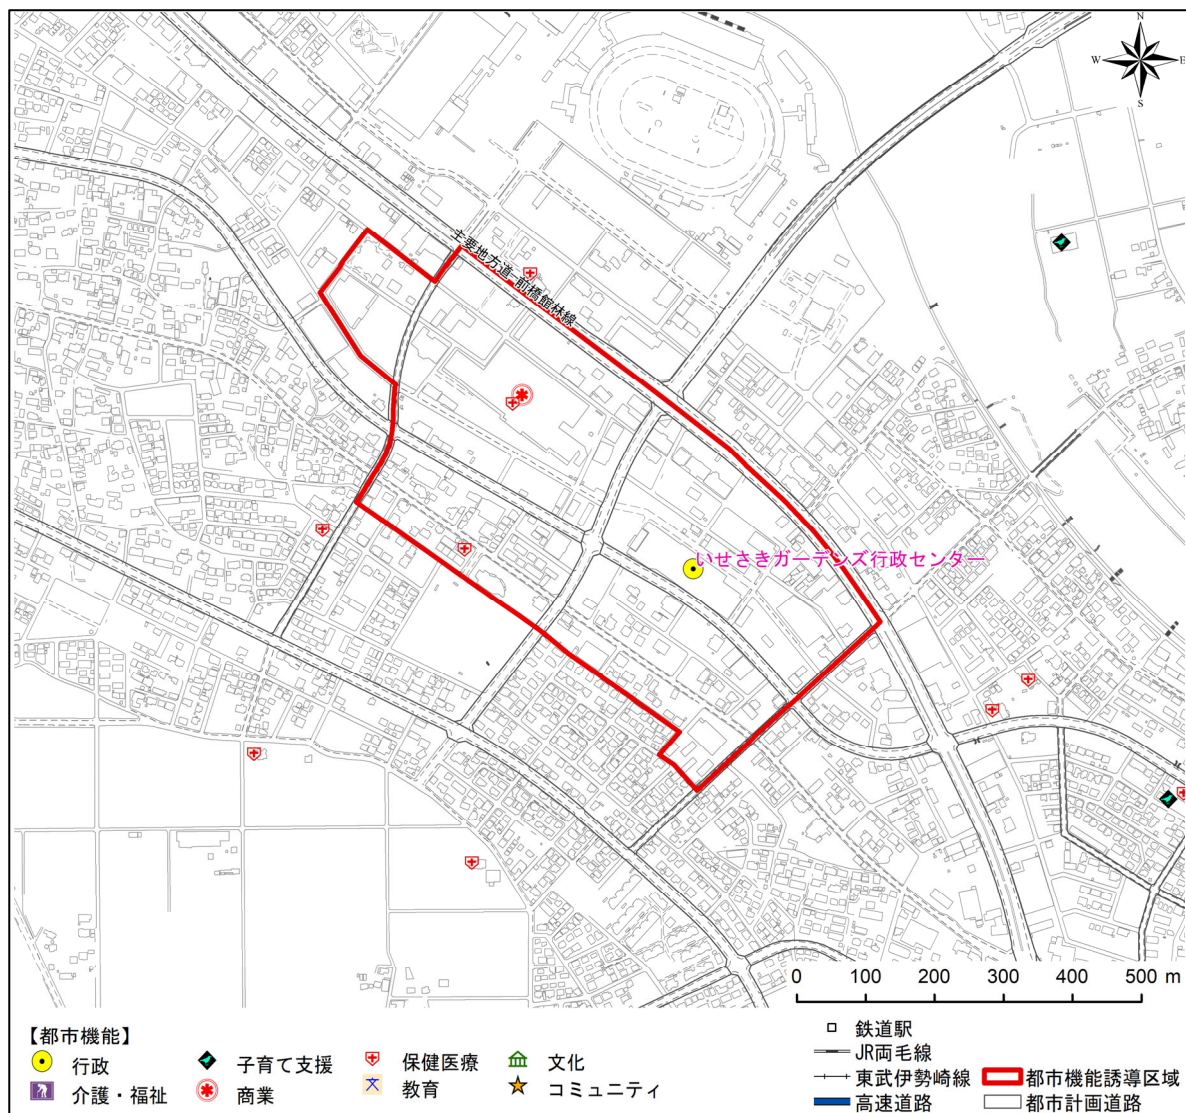 N
W
E
S
主要地方道 前橋館林線
いせさきガーデンズ行政センター
0 100 200 300 400 500 m
【都市機能】
行政
子育て支援
保健医療
文化
介護・福祉
商業
教育
コミュニティ
鉄道駅
JR両毛線
東武伊勢崎線
高速道路
都市機能誘導区域
都市計画道路